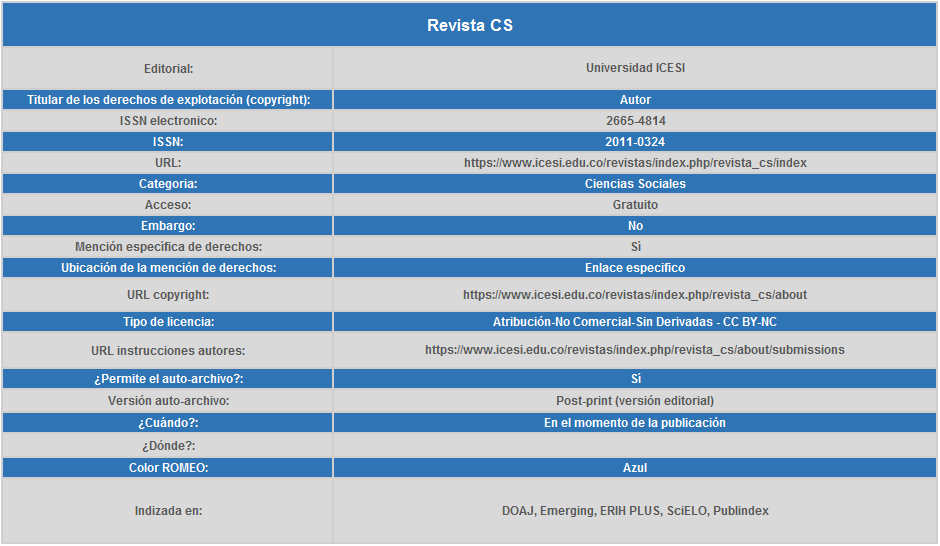 Revista CS
Editorial: Universidad ICESI
Titular de los derechos de explotación (copyright): Autor
ISSN electronico: 2665-4814
ISSN: 2011-0324
URL: https://www.icesi.edu.co/revistas/index.php/revista_cs/index
Categoria: Ciencias Sociales
Acceso: Gratuito
Embargo: No
Mención específica de derechos: Sí
Ubicación de la mención de derechos: Enlace especifico
URL copyright: https://www.icesi.edu.co/revistas/index.php/revista_cs/about
Tipo de licencia: Atribución-No Comercial-Sin Derivadas - CC BY-NC
URL instrucciones autores: https://www.icesi.edu.co/revistas/index.php/revista_cs/about/submissions
¿Permite el auto-archivo?: Sí
Versión auto-archivo: Post-print (versión editorial)
¿Cuándo?: En el momento de la publicación
¿Dónde?:
Color ROMEO: Azul
Indizada en: DOAJ, Emerging, ERIH PLUS, SciELO, Publindex